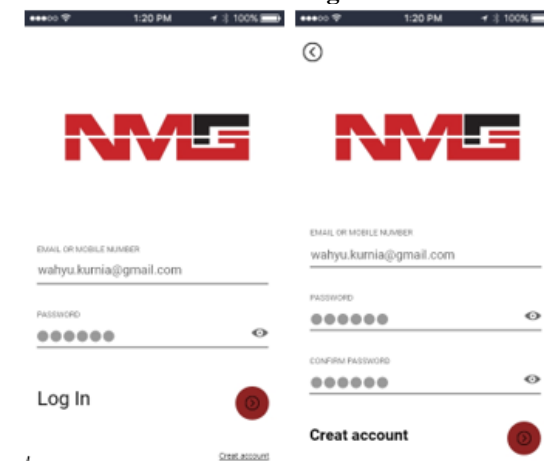 1:20 PM
100%
NMG
EMAIL OR MOBILE NUMBER
wahyu.kurnia@gmail.com
PASSWORD
Log In
Creat account
1:20 PM
100%
NMG
EMAIL OR MOBILE NUMBER
wahyu.kurnia@gmail.com
PASSWORD
CONFIRM PASSWORD
Creat account